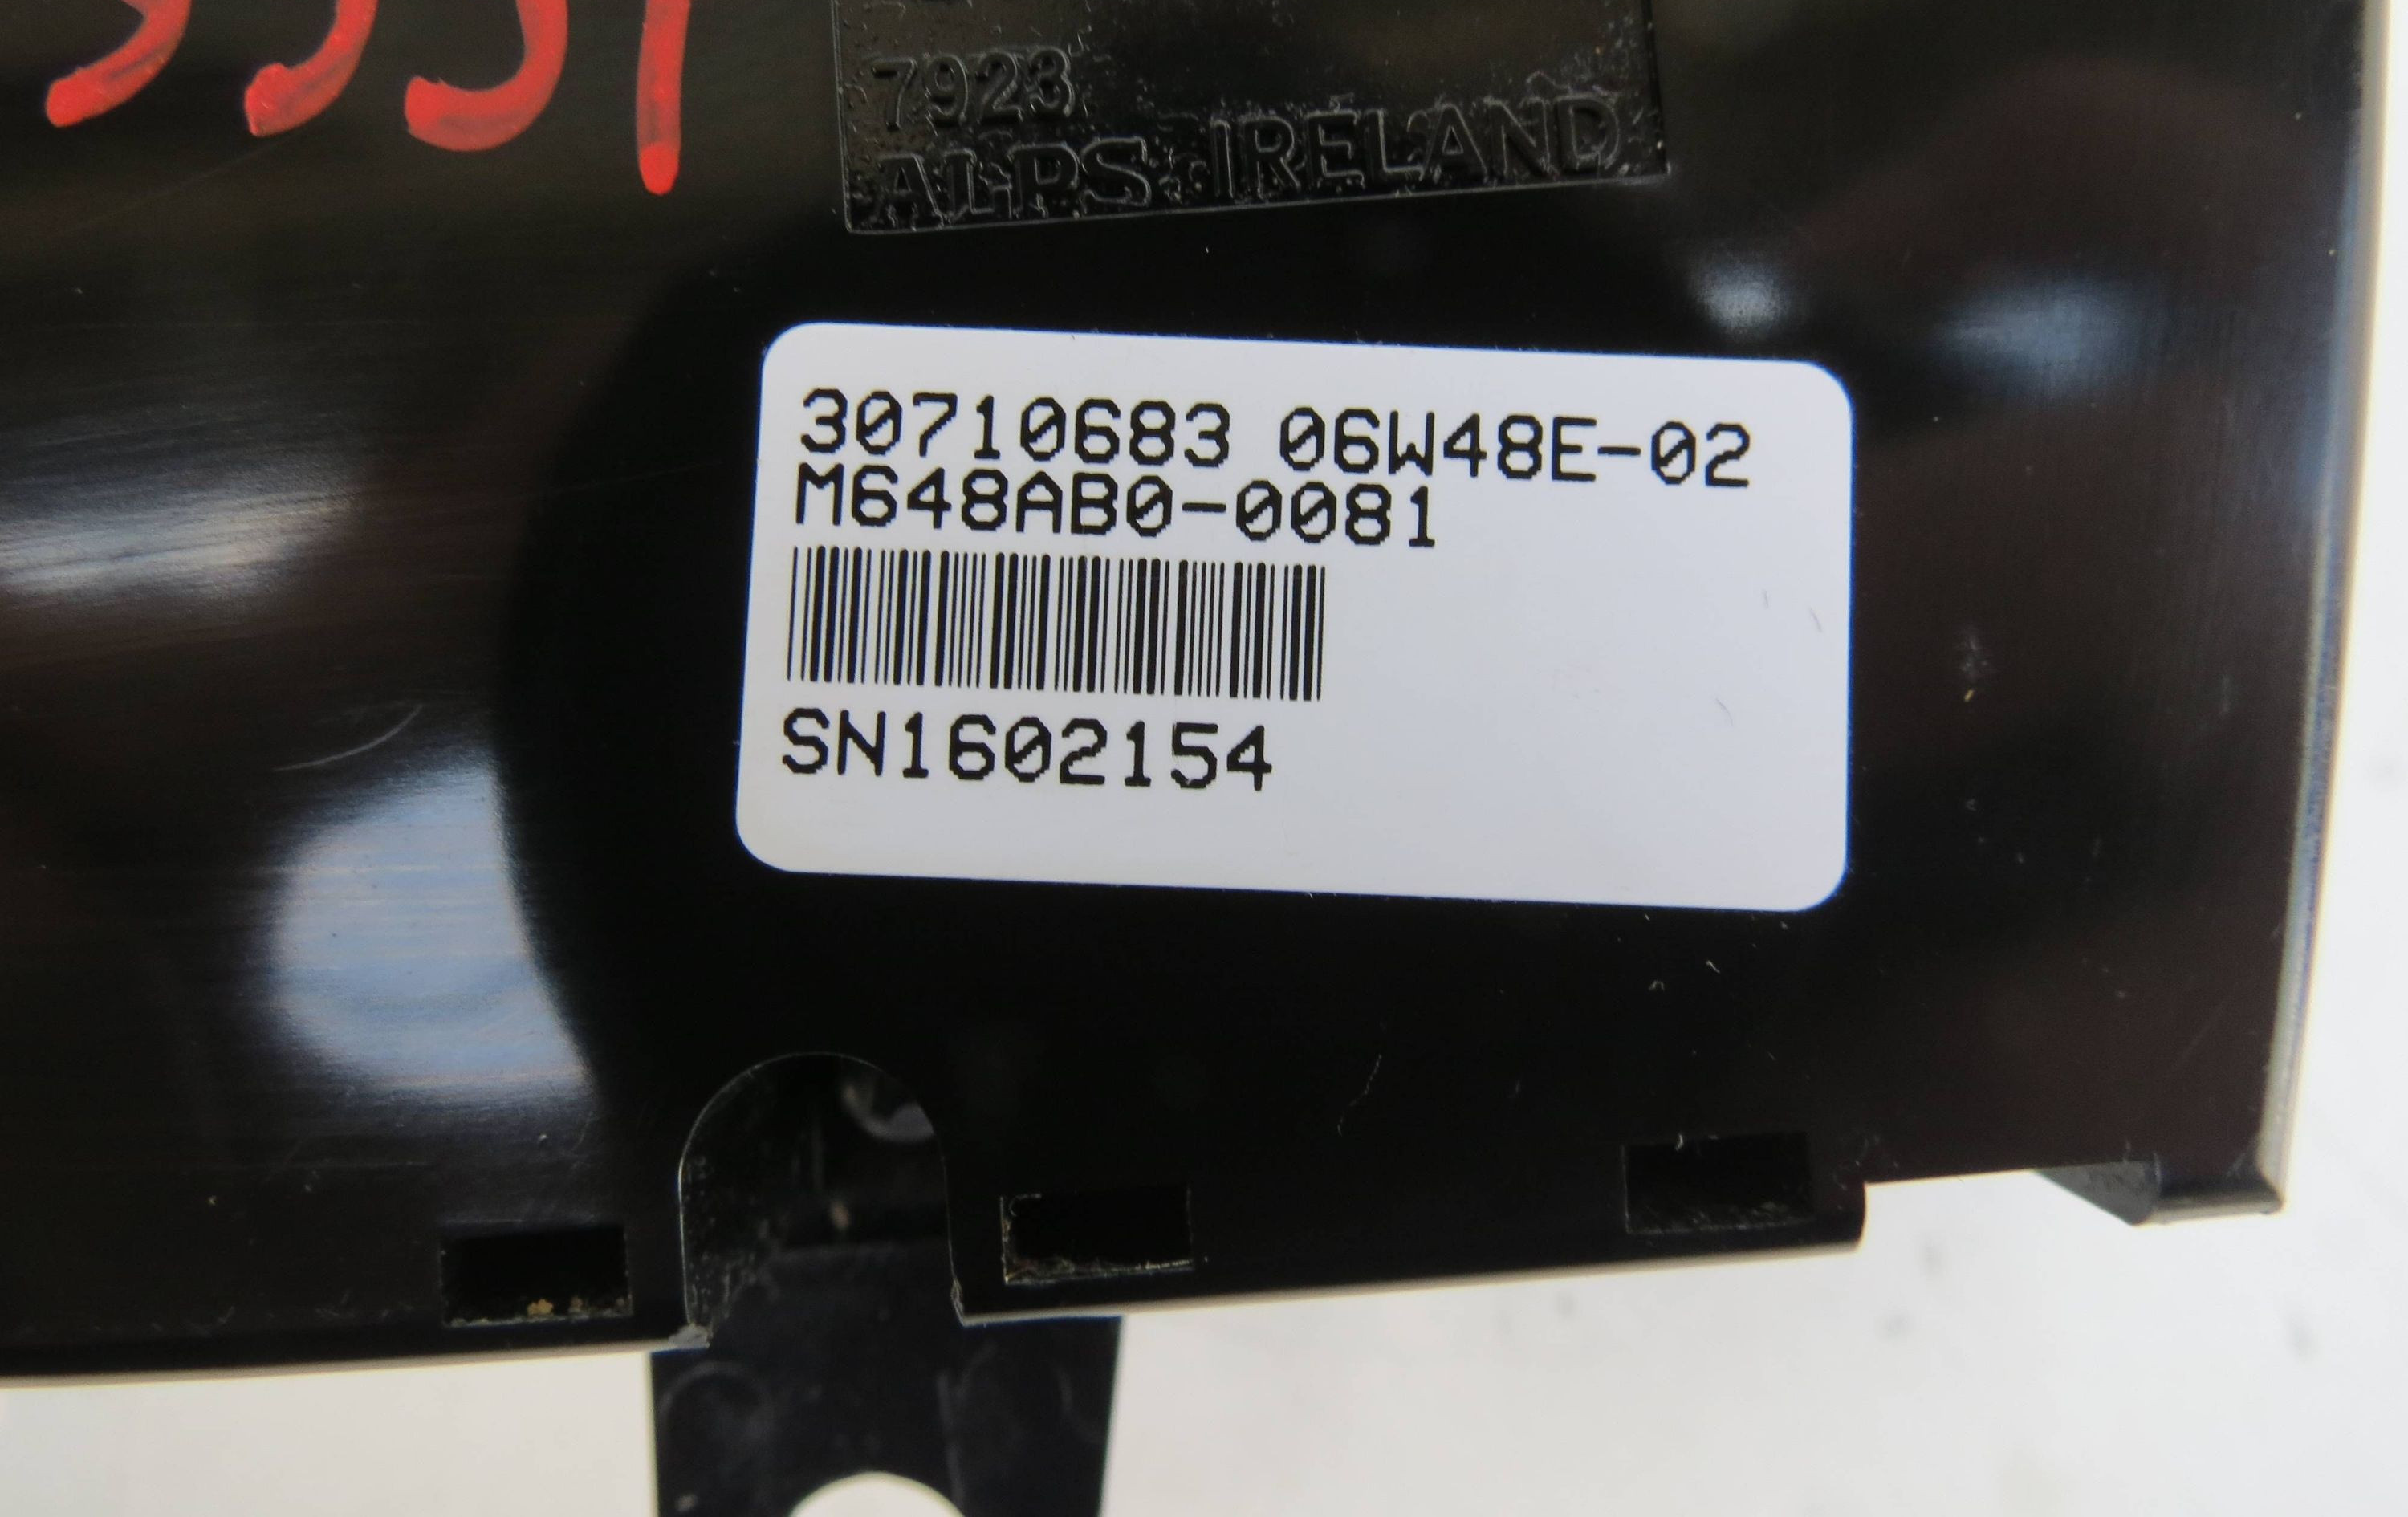 7923
ALPS IRELAND
30710683 06W48E-02
M648AB0-0081
SN1602154